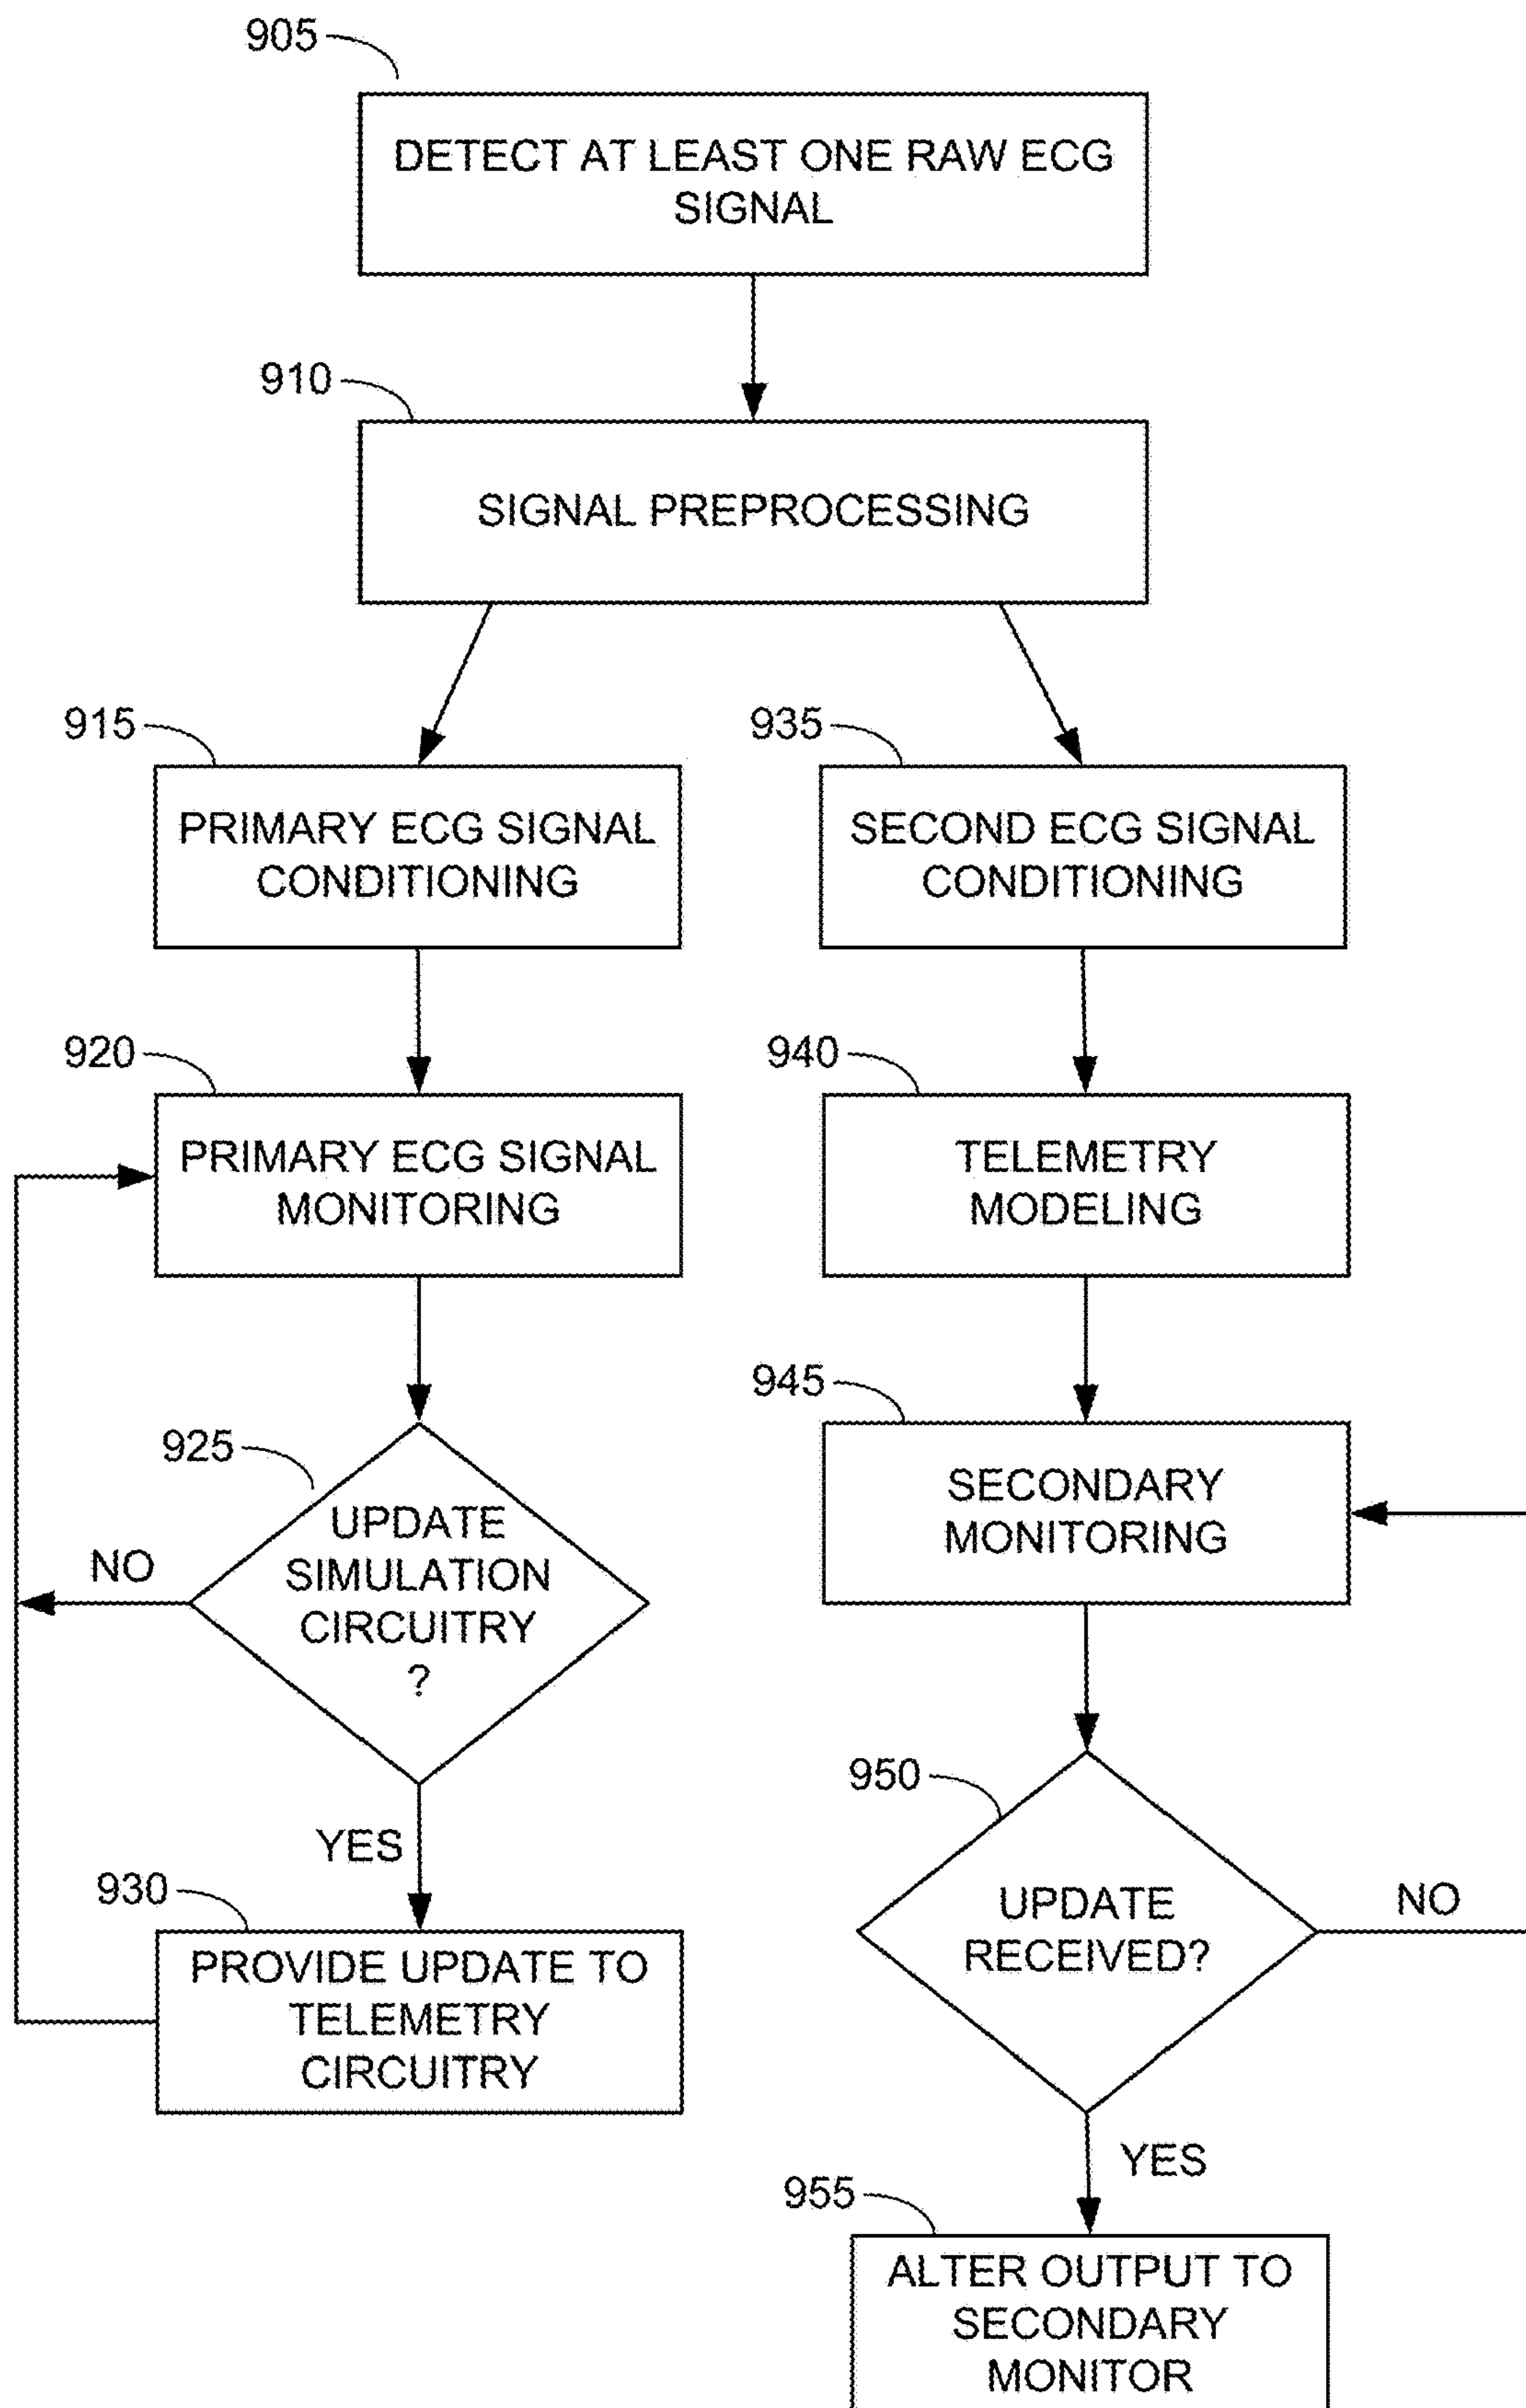 905
DETECT AT LEAST ONE RAW ECG
SIGNAL
910
SIGNAL PREPROCESSING
915
PRIMARY ECG SIGNAL
CONDITIONING
920
PRIMARY ECG SIGNAL
MONITORING
925
UPDATE
SIMULATION
CIRCUITRY
?
NO
YES
930
PROVIDE UPDATE TO
TELEMETRY
CIRCUITRY
935
SECOND ECG SIGNAL
CONDITIONING
940
TELEMETRY
MODELING
945
SECONDARY
MONITORING
950
UPDATE
RECEIVED?
NO
YES
955
ALTER OUTPUT TO
SECONDARY
MONITOR